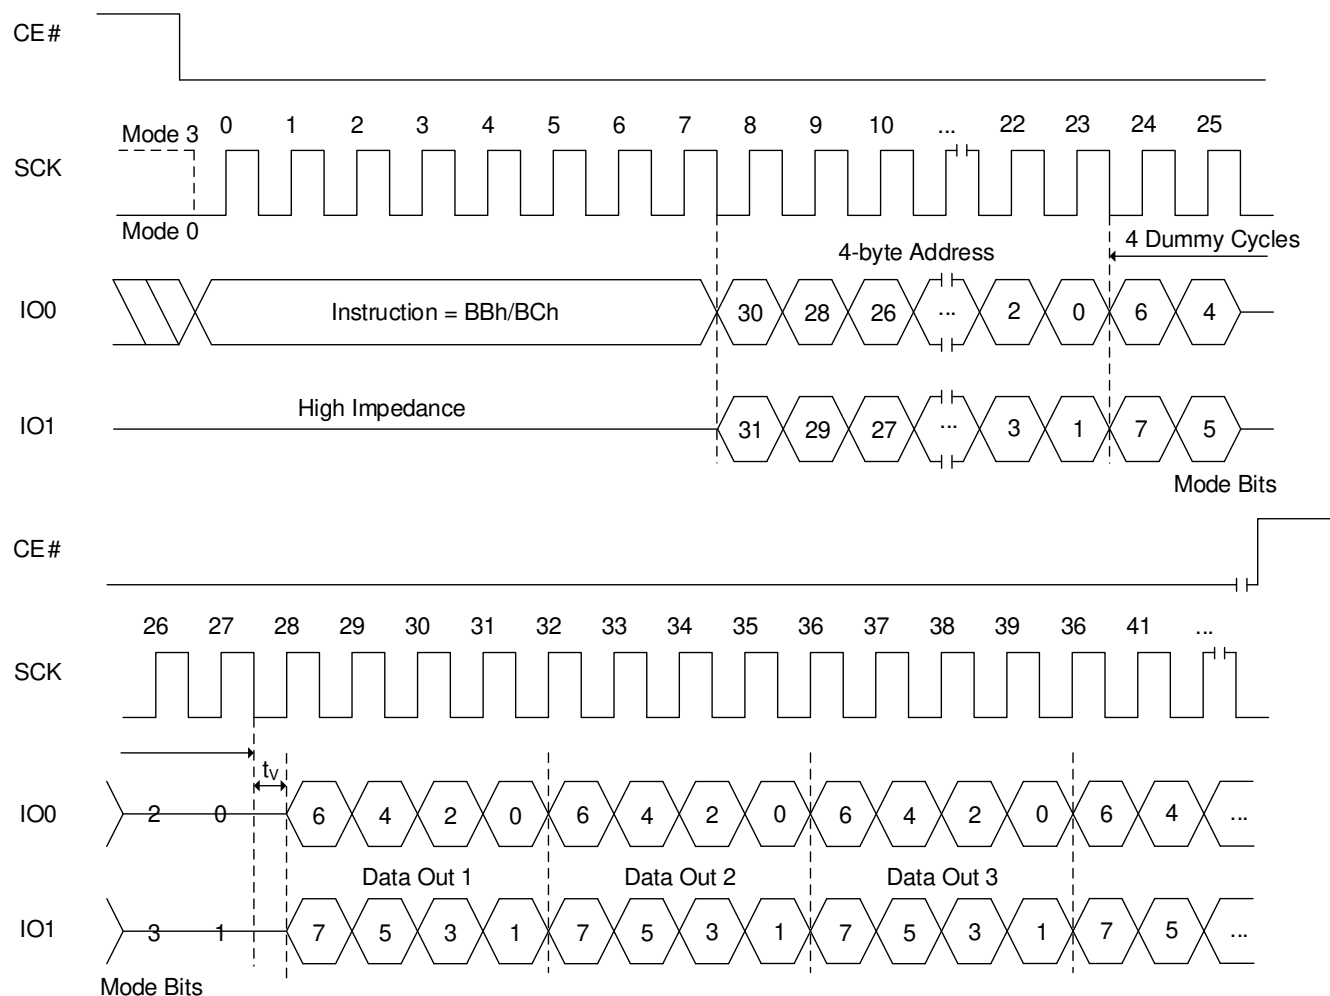 CE#
Mode 3 0 1 2 3 4 5 6 7 8 9 10 ... 22 23 24 25
SCK
Mode 0
4-byte Address 4 Dummy Cycles
IO0 Instruction = BBh/BCh 30 28 26 ... 2 0 6 4
High Impedance
IO1 31 29 27 ... 3 1 7 5
Mode Bits
CE#
26 27 28 29 30 31 32 33 34 35 36 37 38 39 36 41 ...
SCK
tV
IO0 2 0 6 4 2 0 6 4 2 0 6 4 2 0 6 4 ...
Data Out 1 Data Out 2 Data Out 3
IO1 3 1 7 5 3 1 7 5 3 1 7 5 3 1 7 5 ...
Mode Bits